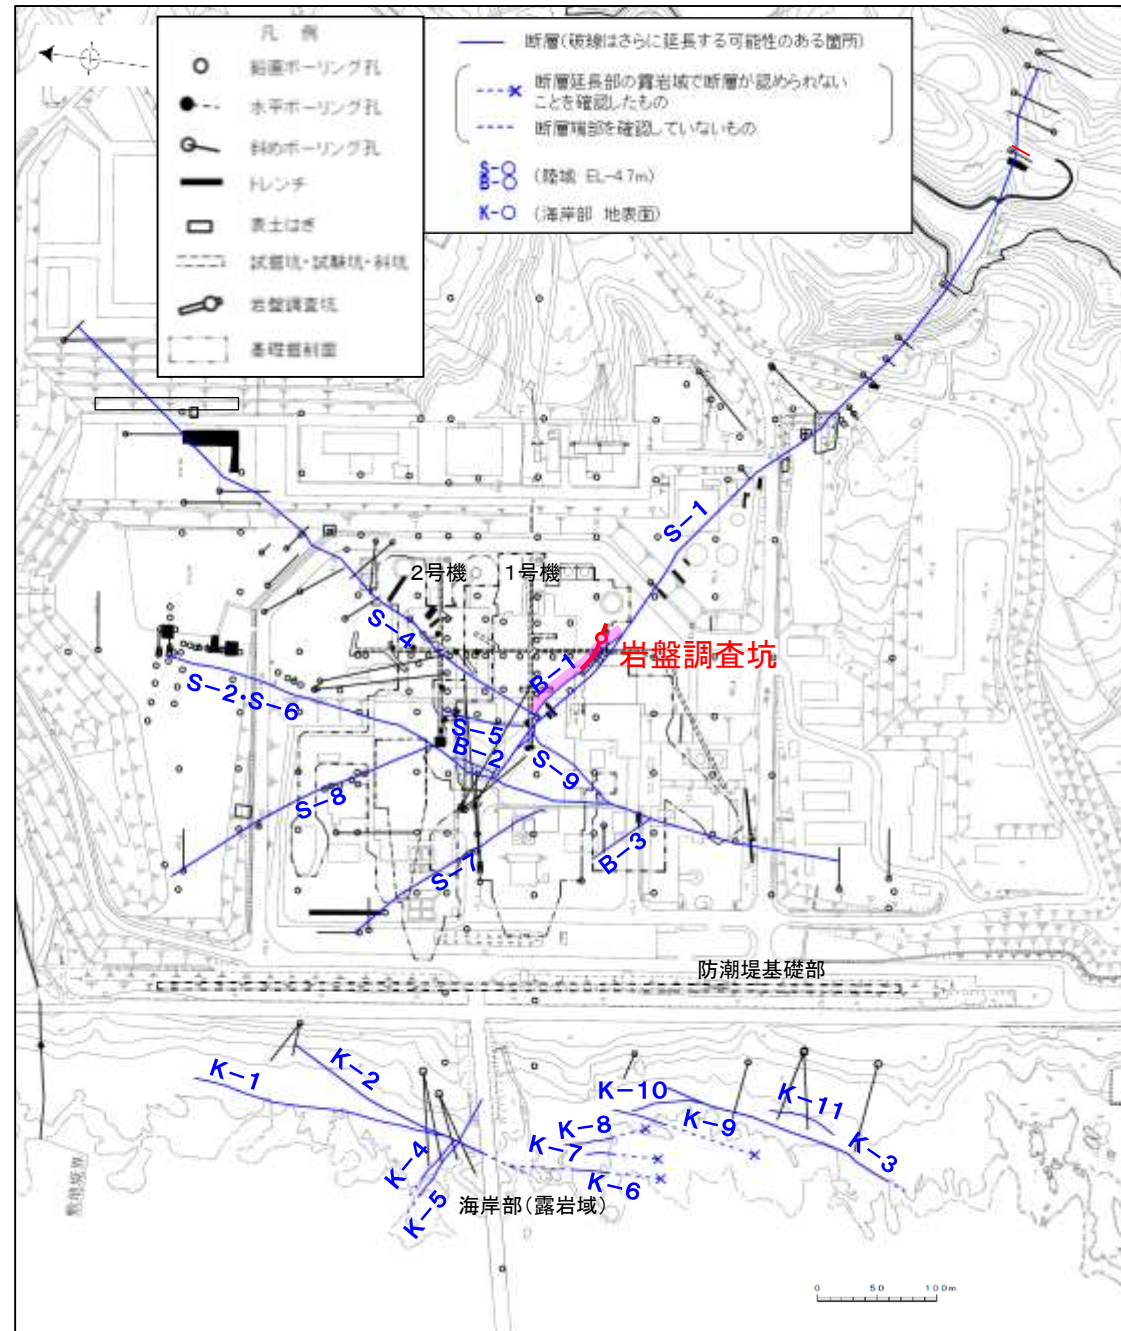 凡 例
鉛直ボーリング孔
水平ボーリング孔
斜めボーリング孔
トレンチ
表土はぎ
試掘坑・試験坑・斜坑
岩盤調査坑
基礎掘削面
断層(破線はさらに延長する可能性のある箇所)
断層延長部の露岩域で断層が認められない
ことを確認したもの
断層端部を確認していないもの
S-○
B-○
(陸域 EL-4.7m)
K-○ (海岸部 地表面)
S-1
2号機
1号機
S-4
B-1
岩盤調査坑
S-2・S-6
S-5
B-2
S-9
S-8
B-3
S-7
防潮堤基礎部
K-1
K-2
K-10
K-11
K-8
K-9
K-7
K-4
K-3
K-6
K-5
海岸部(露岩域)
敷地境界
0 50 100m